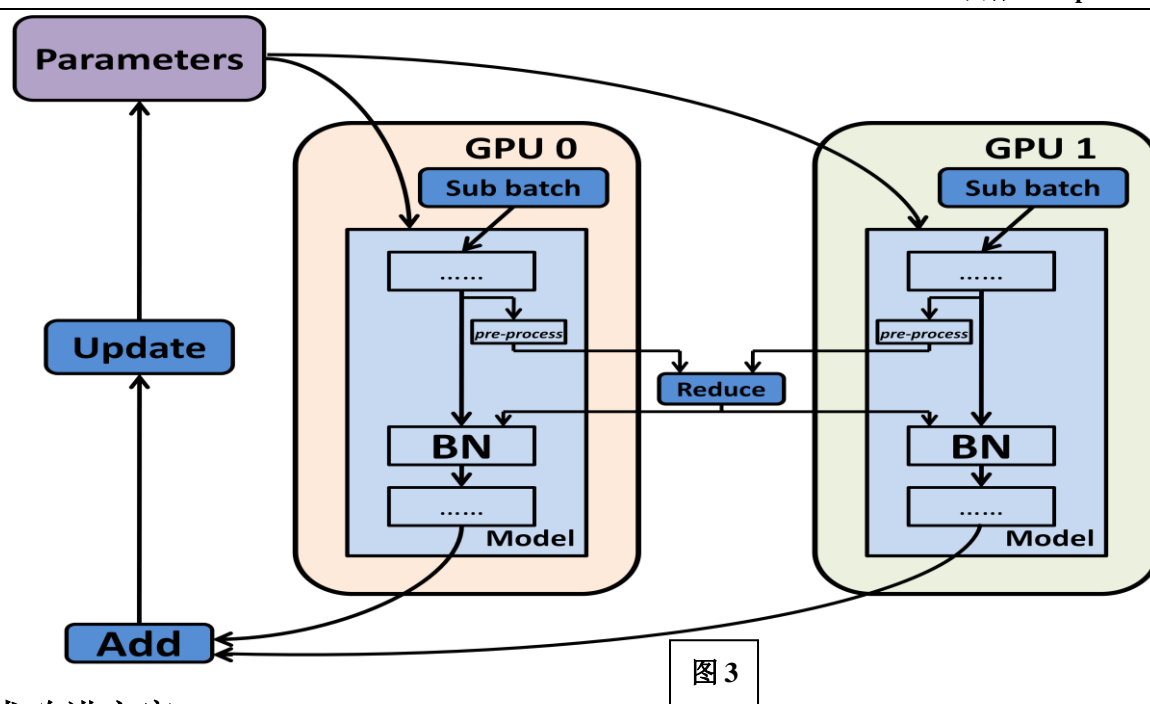 Parameters
GPU 0
GPU 1
Sub batch
Sub batch
......
......
pre-process
pre-process
Update
Reduce
BN
BN
......
......
Model
Model
Add
图 3